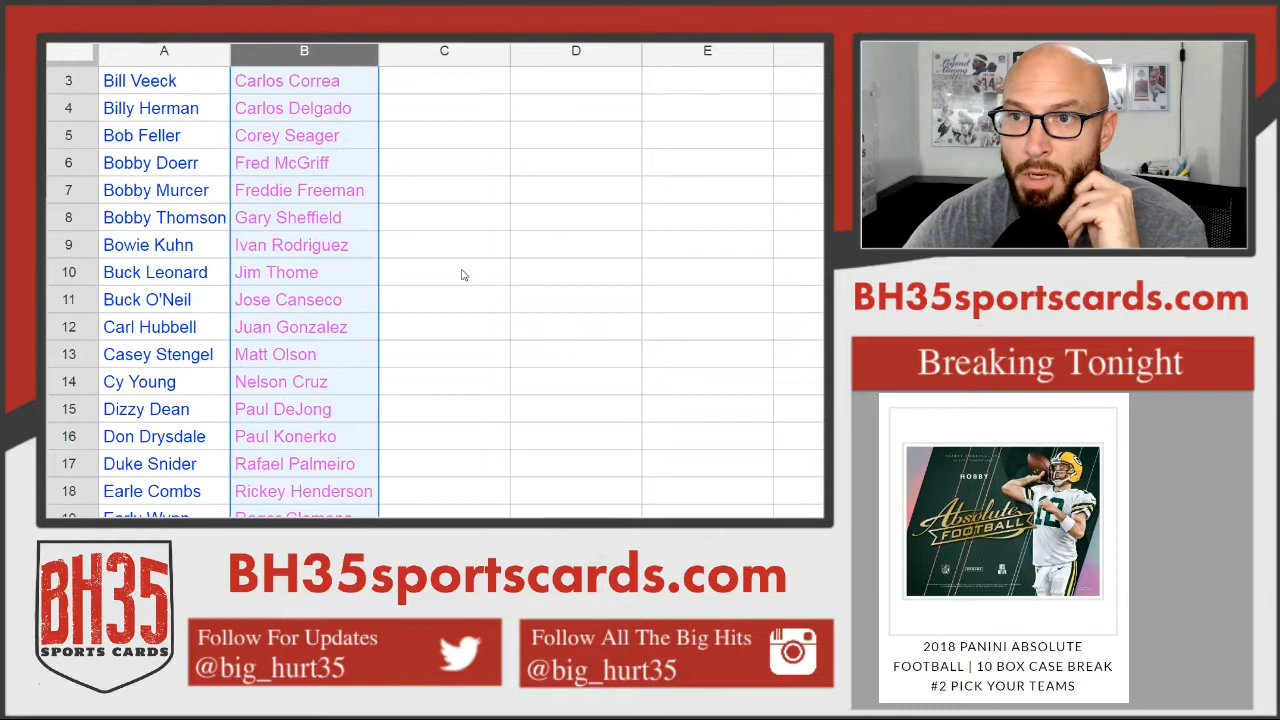 A B C D E
3 Bill Veeck Carlos Correa
4 Billy Herman Carlos Delgado
5 Bob Feller Corey Seager
6 Bobby Doerr Fred McGriff
7 Bobby Murcer Freddie Freeman
8 Bobby Thomson Gary Sheffield
9 Bowie Kuhn Ivan Rodriguez
10 Buck Leonard Jim Thome
11 Buck O'Neil Jose Canseco
12 Carl Hubbell Juan Gonzalez
13 Casey Stengel Matt Olson
14 Cy Young Nelson Cruz
15 Dizzy Dean Paul DeJong
16 Don Drysdale Paul Konerko
17 Duke Snider Rafael Palmeiro
18 Earle Combs Rickey Henderson
BH35sportscards.com
Breaking Tonight
HOBBY
Absolute
FOOTBALL
2018 PANINI ABSOLUTE
FOOTBALL | 10 BOX CASE BREAK
#2 PICK YOUR TEAMS
BH35
SPORTS CARDS
BH35sportscards.com
Follow For Updates
@big_hurt35
Follow All The Big Hits
@big_hurt35